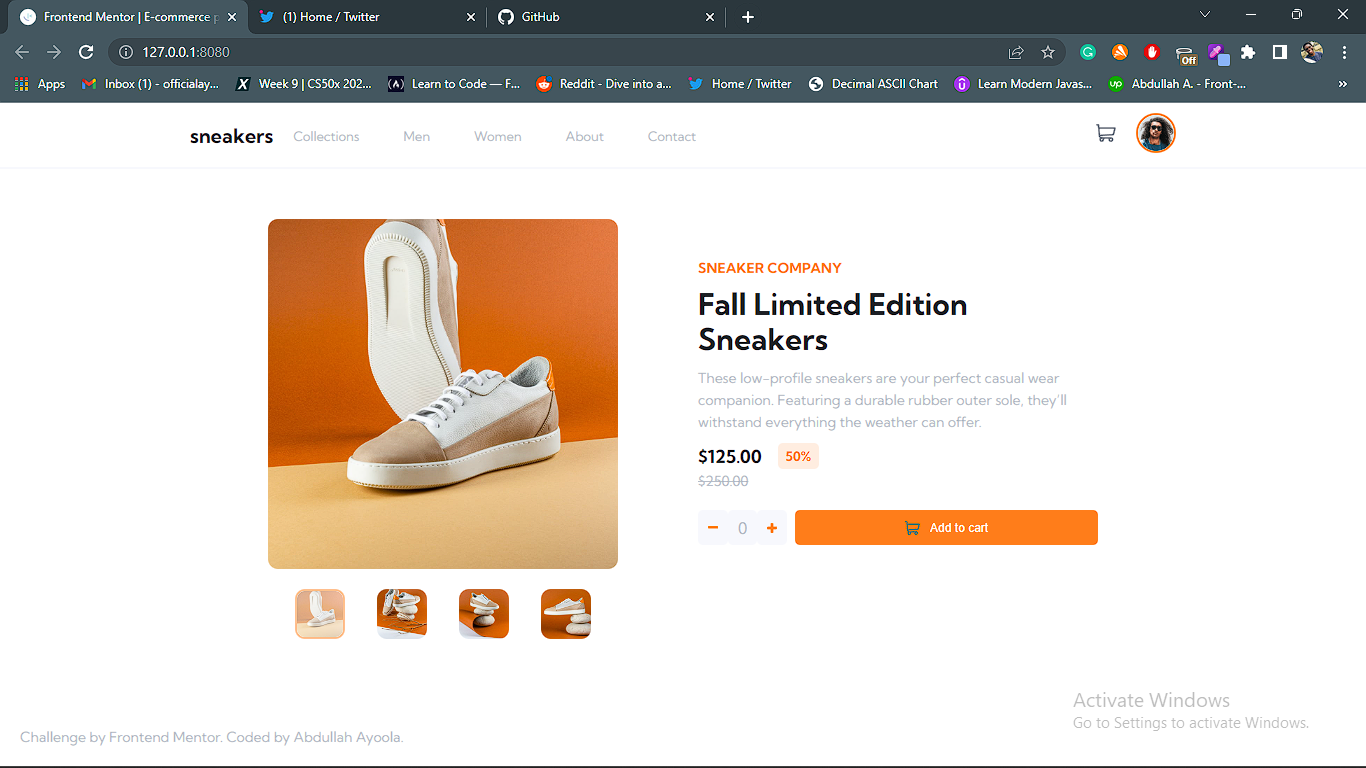 Frontend Mentor | E-commerce p
(1) Home / Twitter
GitHub
127.0.0.1:8080
Off
Apps
Inbox (1) - officialay...
Week 9 | CS50x 202...
Learn to Code — F...
Reddit - Dive into a...
Home / Twitter
Decimal ASCII Chart
Learn Modern Javas...
up
Abdullah A. - Front-...
»
sneakers
Collections
Men
Women
About
Contact
SNEAKER COMPANY
Fall Limited Edition
Sneakers
These low-profile sneakers are your perfect casual wear
companion. Featuring a durable rubber outer sole, they'll
withstand everything the weather can offer.
$125.00 50%
$250.00
0
Add to cart
Activate Windows
Go to Settings to activate Windows.
Challenge by Frontend Mentor. Coded by Abdullah Ayoola.